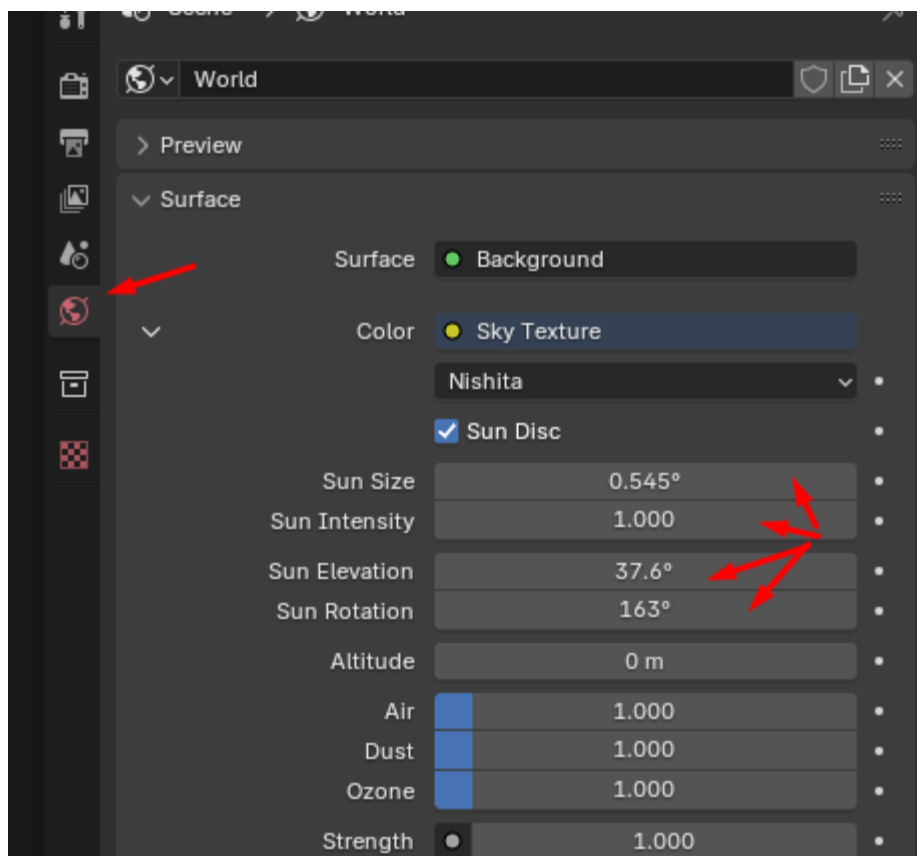 Scene > World
World
Preview
Surface
Surface Background
Color Sky Texture
Nishita
Sun Disc
Sun Size 0.545°
Sun Intensity 1.000
Sun Elevation 37.6°
Sun Rotation 163°
Altitude 0 m
Air 1.000
Dust 1.000
Ozone 1.000
Strength 1.000